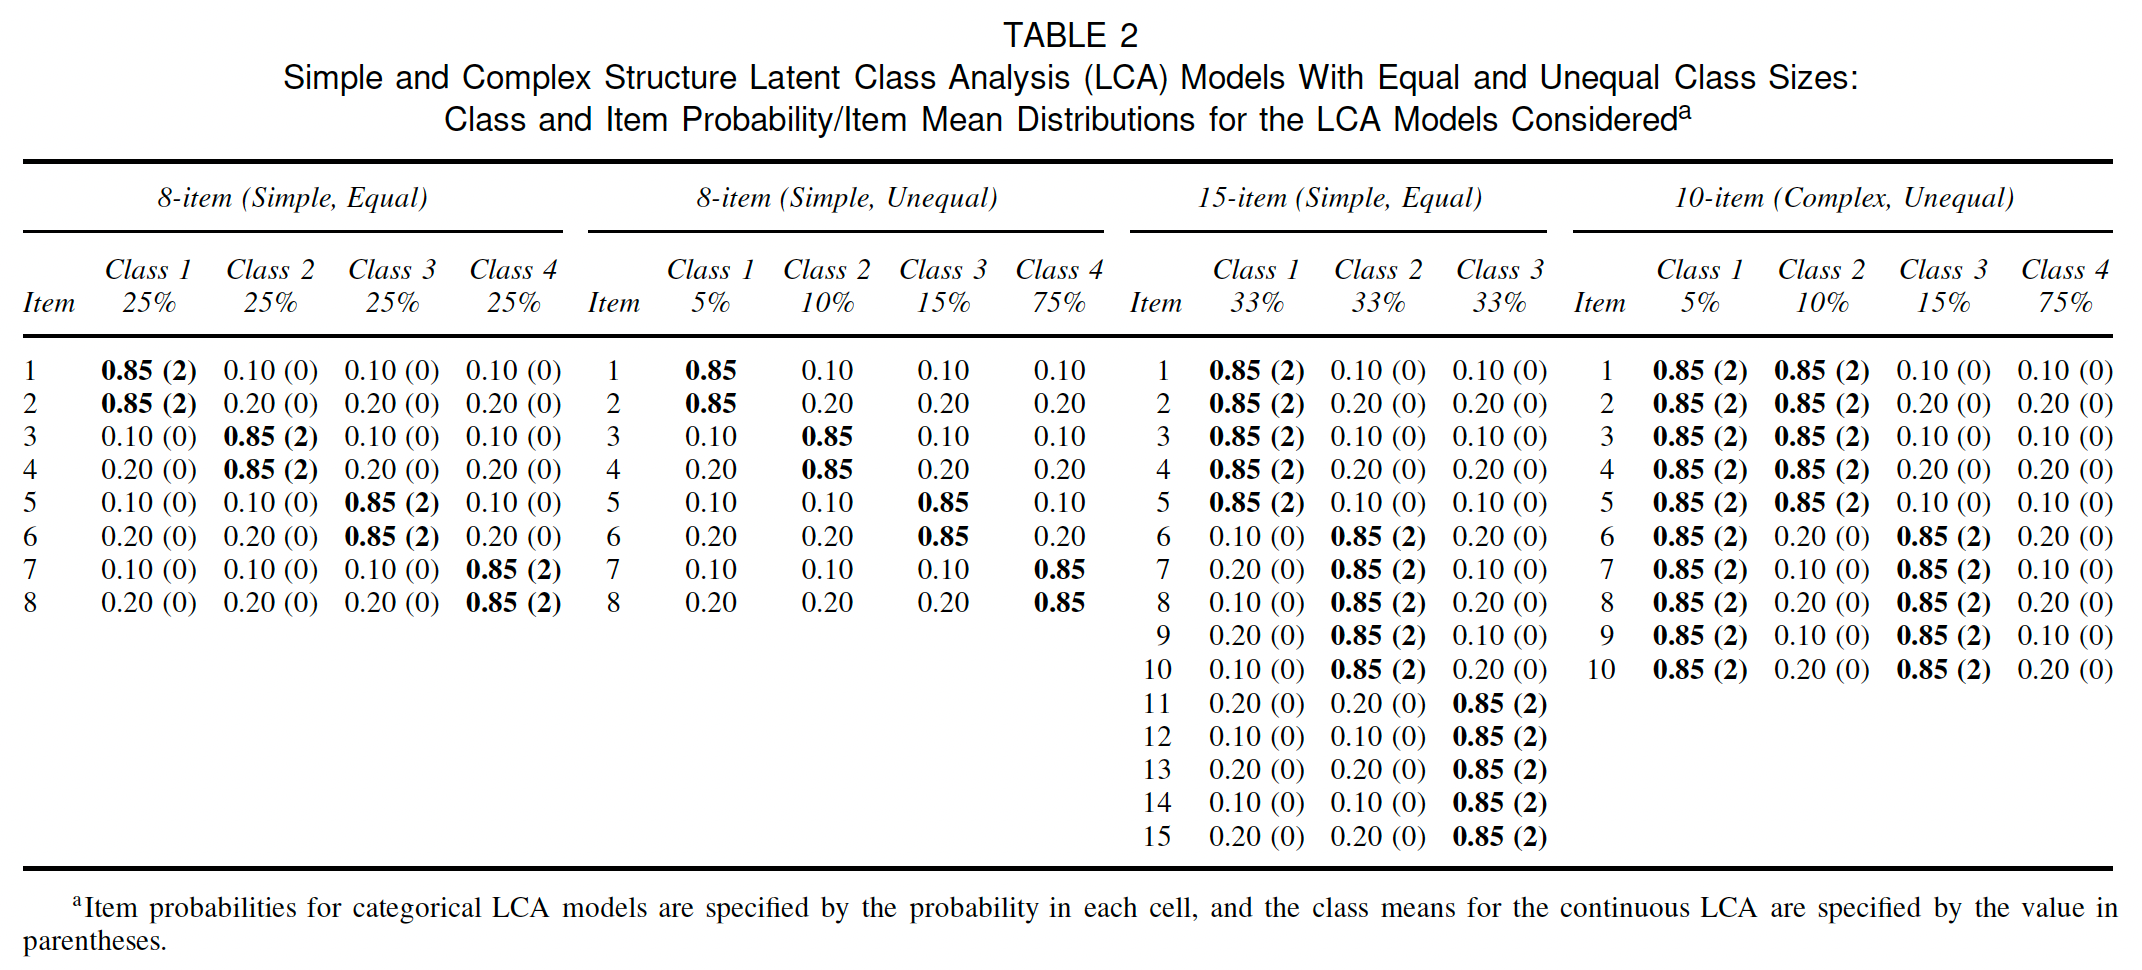 TABLE 2
Simple and Complex Structure Latent Class Analysis (LCA) Models With Equal and Unequal Class Sizes:
Class and Item Probability/Item Mean Distributions for the LCA Models Considered^a
8-item (Simple, Equal) 8-item (Simple, Unequal) 15-item (Simple, Equal) 10-item (Complex, Unequal)
Class 1 Class 2 Class 3 Class 4 Class 1 Class 2 Class 3 Class 4 Class 1 Class 2 Class 3 Class 1 Class 2 Class 3 Class 4
Item 25% 25% 25% 25% Item 5% 10% 15% 75% Item 33% 33% 33% Item 5% 10% 15% 75%
1 0.85 (2) 0.10 (0) 0.10 (0) 0.10 (0) 1 0.85 0.10 0.10 0.10 1 0.85 (2) 0.10 (0) 0.10 (0) 1 0.85 (2) 0.85 (2) 0.10 (0) 0.10 (0)
2 0.85 (2) 0.20 (0) 0.20 (0) 0.20 (0) 2 0.85 0.20 0.20 0.20 2 0.85 (2) 0.20 (0) 0.20 (0) 2 0.85 (2) 0.85 (2) 0.20 (0) 0.20 (0)
3 0.10 (0) 0.85 (2) 0.10 (0) 0.10 (0) 3 0.10 0.85 0.10 0.10 3 0.85 (2) 0.10 (0) 0.10 (0) 3 0.85 (2) 0.85 (2) 0.10 (0) 0.10 (0)
4 0.20 (0) 0.85 (2) 0.20 (0) 0.20 (0) 4 0.20 0.85 0.20 0.20 4 0.85 (2) 0.20 (0) 0.20 (0) 4 0.85 (2) 0.85 (2) 0.20 (0) 0.20 (0)
5 0.10 (0) 0.10 (0) 0.85 (2) 0.10 (0) 5 0.10 0.10 0.85 0.10 5 0.85 (2) 0.10 (0) 0.10 (0) 5 0.85 (2) 0.85 (2) 0.10 (0) 0.10 (0)
6 0.20 (0) 0.20 (0) 0.85 (2) 0.20 (0) 6 0.20 0.20 0.85 0.20 6 0.10 (0) 0.85 (2) 0.20 (0) 6 0.85 (2) 0.20 (0) 0.85 (2) 0.20 (0)
7 0.10 (0) 0.10 (0) 0.10 (0) 0.85 (2) 7 0.10 0.10 0.10 0.85 7 0.20 (0) 0.85 (2) 0.10 (0) 7 0.85 (2) 0.10 (0) 0.85 (2) 0.10 (0)
8 0.20 (0) 0.20 (0) 0.20 (0) 0.85 (2) 8 0.20 0.20 0.20 0.85 8 0.10 (0) 0.85 (2) 0.20 (0) 8 0.85 (2) 0.20 (0) 0.85 (2) 0.20 (0)
9 0.20 (0) 0.85 (2) 0.10 (0) 9 0.85 (2) 0.10 (0) 0.85 (2) 0.10 (0)
10 0.10 (0) 0.85 (2) 0.20 (0) 10 0.85 (2) 0.20 (0) 0.85 (2) 0.20 (0)
11 0.20 (0) 0.20 (0) 0.85 (2)
12 0.10 (0) 0.10 (0) 0.85 (2)
13 0.20 (0) 0.20 (0) 0.85 (2)
14 0.10 (0) 0.10 (0) 0.85 (2)
15 0.20 (0) 0.20 (0) 0.85 (2)
^a Item probabilities for categorical LCA models are specified by the probability in each cell, and the class means for the continuous LCA are specified by the value in
parentheses.